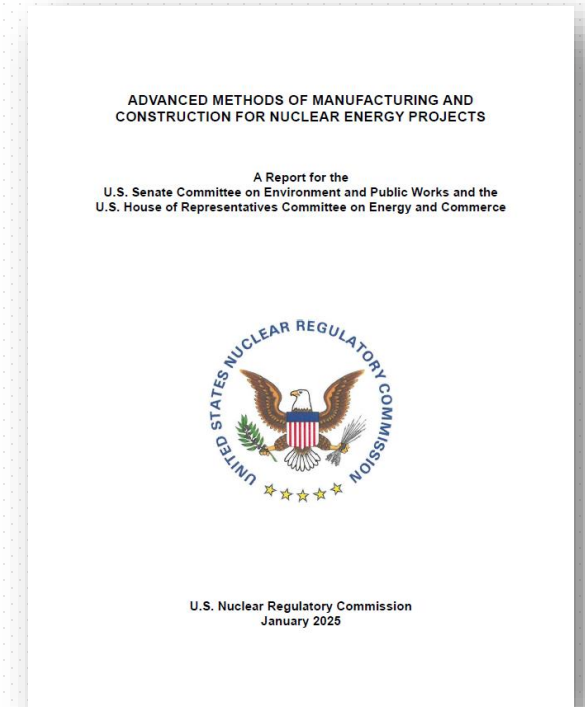 ADVANCED METHODS OF MANUFACTURING AND
CONSTRUCTION FOR NUCLEAR ENERGY PROJECTS
A Report for the
U.S. Senate Committee on Environment and Public Works and the
U.S. House of Representatives Committee on Energy and Commerce
UNITED STATES NUCLEAR REGULATORY COMMISSION
U.S. Nuclear Regulatory Commission
January 2025